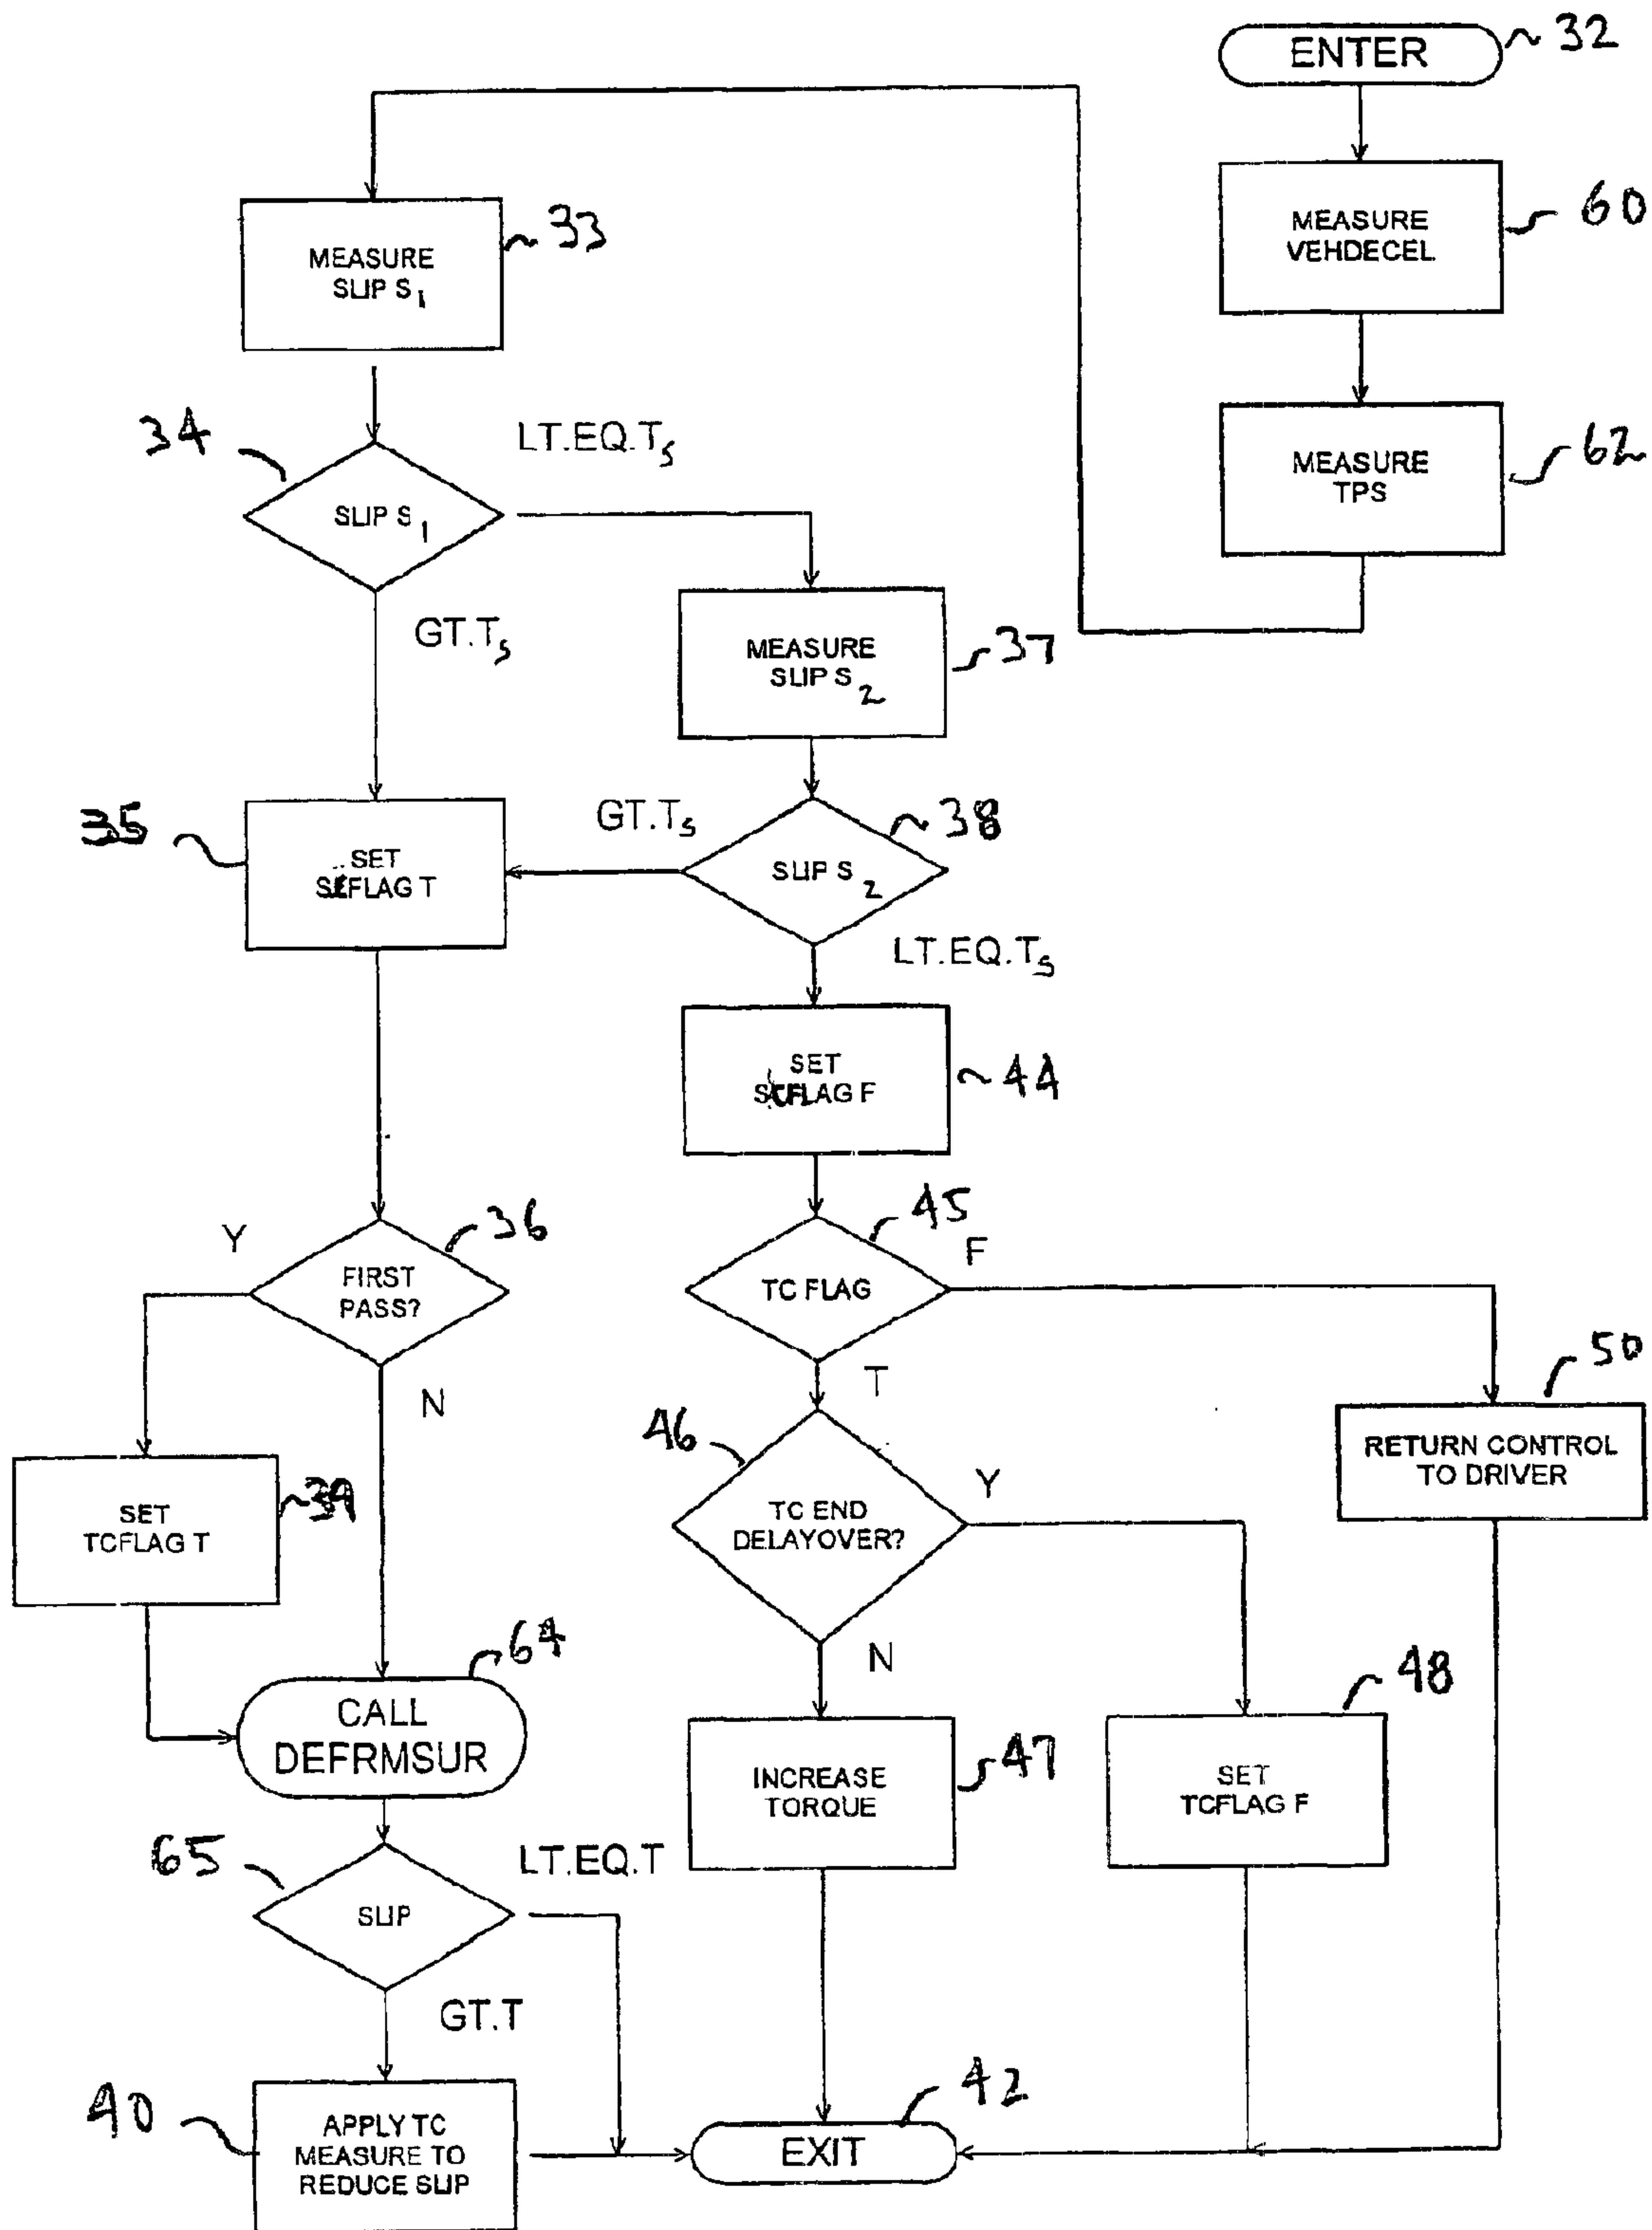 ENTER
32
MEASURE
VEHDECEL
60
MEASURE
TPS
62
MEASURE
SLIP S1
33
34
SLIP S1
LT.EQ.Ts
GT.Ts
MEASURE
SLIP S2
37
35
SET
FLAG T
GT.Ts
38
SLIP S2
LT.EQ.Ts
SET
FLAG F
44
Y
36
FIRST
PASS?
N
45
F
TC FLAG
T
50
RETURN CONTROL
TO DRIVER
46
Y
TC END
DELAYOVER?
N
SET
TCFLAG T
39
64
CALL
DEFRMSUR
47
INCREASE
TORQUE
48
SET
TCFLAG F
65
LT.EQ.T
SLIP
GT.T
40
APPLY TC
MEASURE TO
REDUCE SLIP
42
EXIT